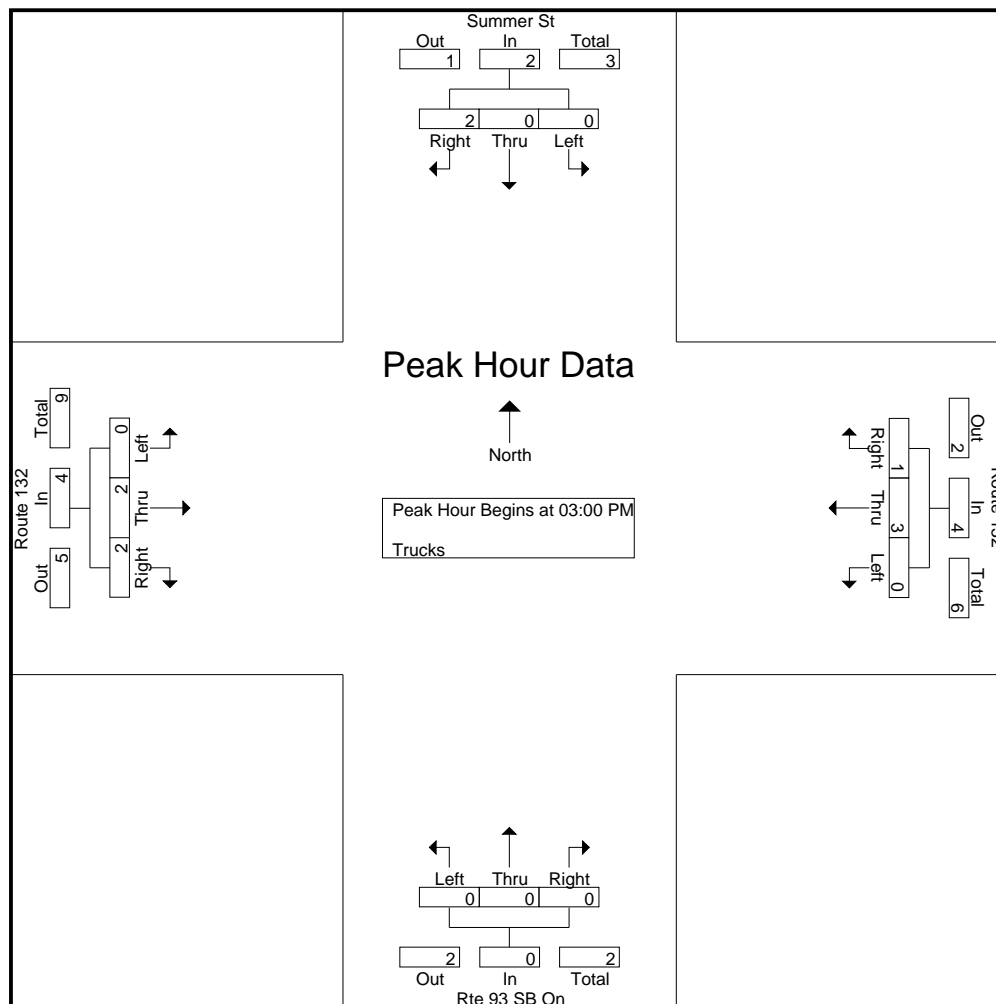 Summer St
Out In Total
1 2 3
2 0 0
Right Thru Left
Peak Hour Data
North
Peak Hour Begins at 03:00 PM
Trucks
Route 132
Out In Total
5 4 9
Left Thru Right
0 2 2
Route 132
Out In Total
2 4 6
Right Thru Left
1 3 0
Left Thru Right
0 0 0
2 0 2
Out In Total
Rte 93 SB On